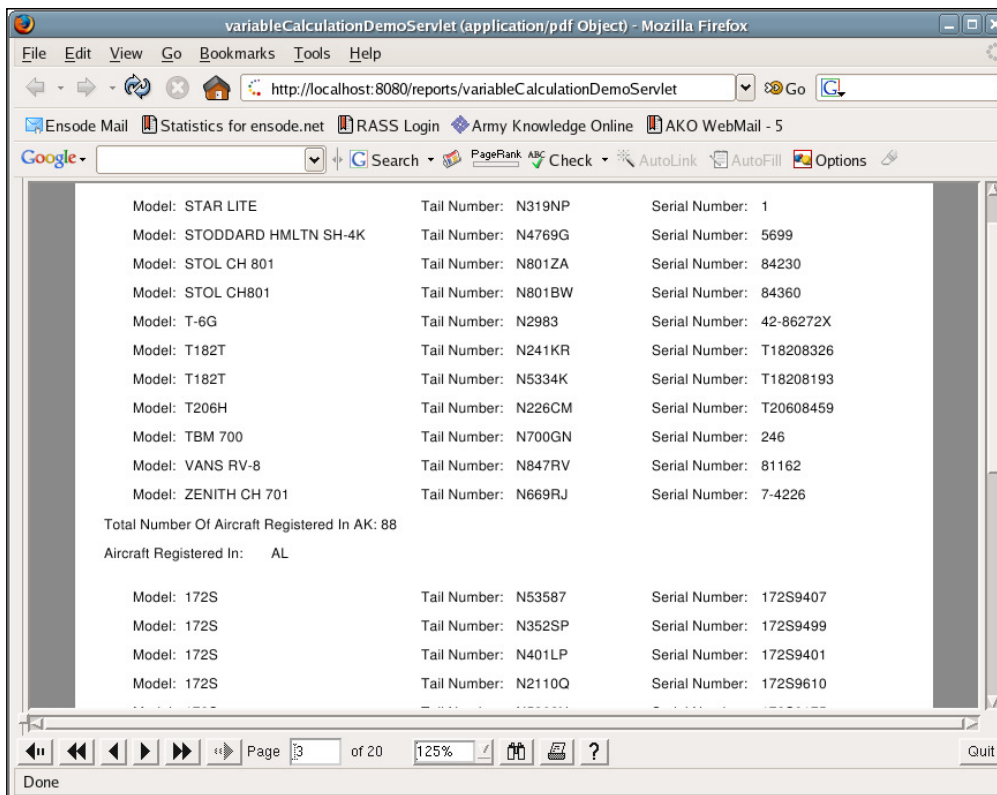 variableCalculationDemoServlet (application/pdf Object) - Mozilla Firefox
File Edit View Go Bookmarks Tools Help
http://localhost:8080/reports/variableCalculationDemoServlet Go G
Ensode Mail Statistics for ensode.net RASS Login Army Knowledge Online AKO WebMail - 5
Google G Search PageRank ABC Check AutoLink AutoFill Options
Model: STAR LITE Tail Number: N319NP Serial Number: 1
Model: STODDARD HMLTN SH-4K Tail Number: N4769G Serial Number: 5699
Model: STOL CH 801 Tail Number: N801ZA Serial Number: 84230
Model: STOL CH801 Tail Number: N801BW Serial Number: 84360
Model: T-6G Tail Number: N2983 Serial Number: 42-86272X
Model: T182T Tail Number: N241KR Serial Number: T18208326
Model: T182T Tail Number: N5334K Serial Number: T18208193
Model: T206H Tail Number: N226CM Serial Number: T20608459
Model: TBM 700 Tail Number: N700GN Serial Number: 246
Model: VANS RV-8 Tail Number: N847RV Serial Number: 81162
Model: ZENITH CH 701 Tail Number: N669RJ Serial Number: 7-4226
Total Number Of Aircraft Registered In AK: 88
Aircraft Registered In: AL
Model: 172S Tail Number: N53587 Serial Number: 172S9407
Model: 172S Tail Number: N352SP Serial Number: 172S9499
Model: 172S Tail Number: N401LP Serial Number: 172S9401
Model: 172S Tail Number: N2110Q Serial Number: 172S9610
Page 3 of 20 125% ? Quit
Done